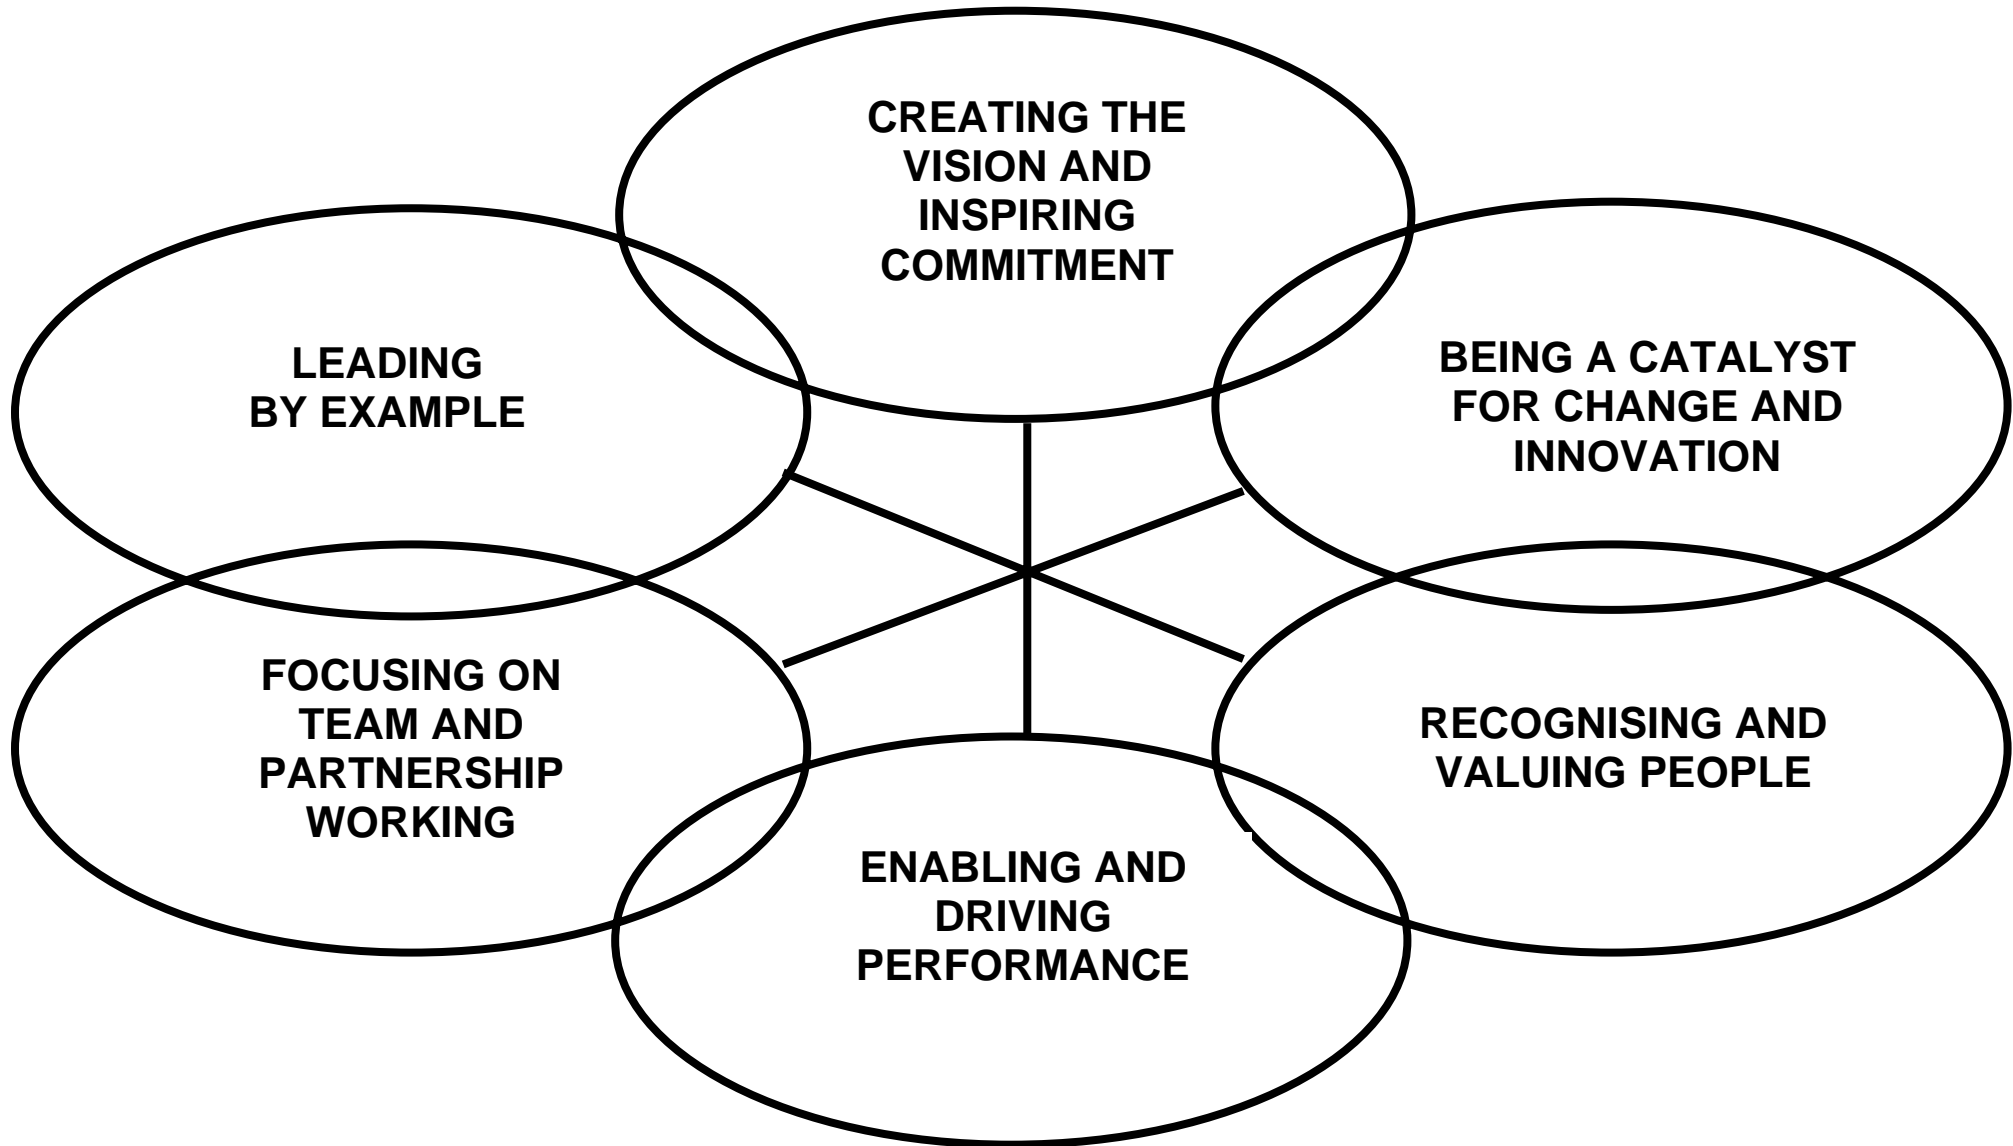 CREATING THE
VISION AND
INSPIRING
COMMITMENT
LEADING
BY EXAMPLE
BEING A CATALYST
FOR CHANGE AND
INNOVATION
FOCUSING ON
TEAM AND
PARTNERSHIP
WORKING
RECOGNISING AND
VALUING PEOPLE
ENABLING AND
DRIVING
PERFORMANCE